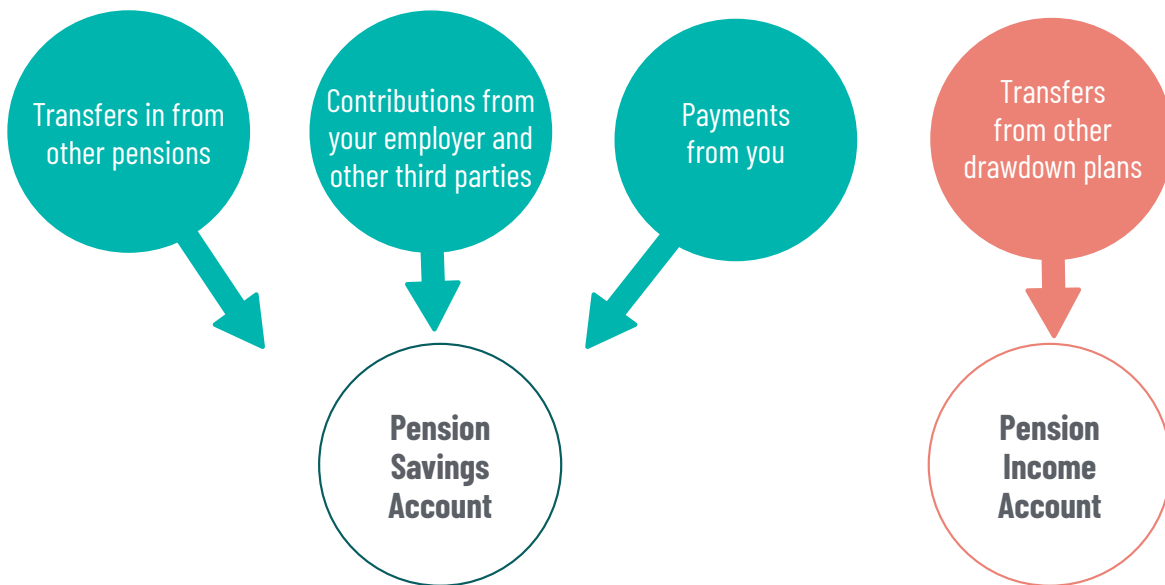 Transfers in from
other pensions
Contributions from
your employer and
other third parties
Payments
from you
Transfers
from other
drawdown plans
Pension
Savings
Account
Pension
Income
Account